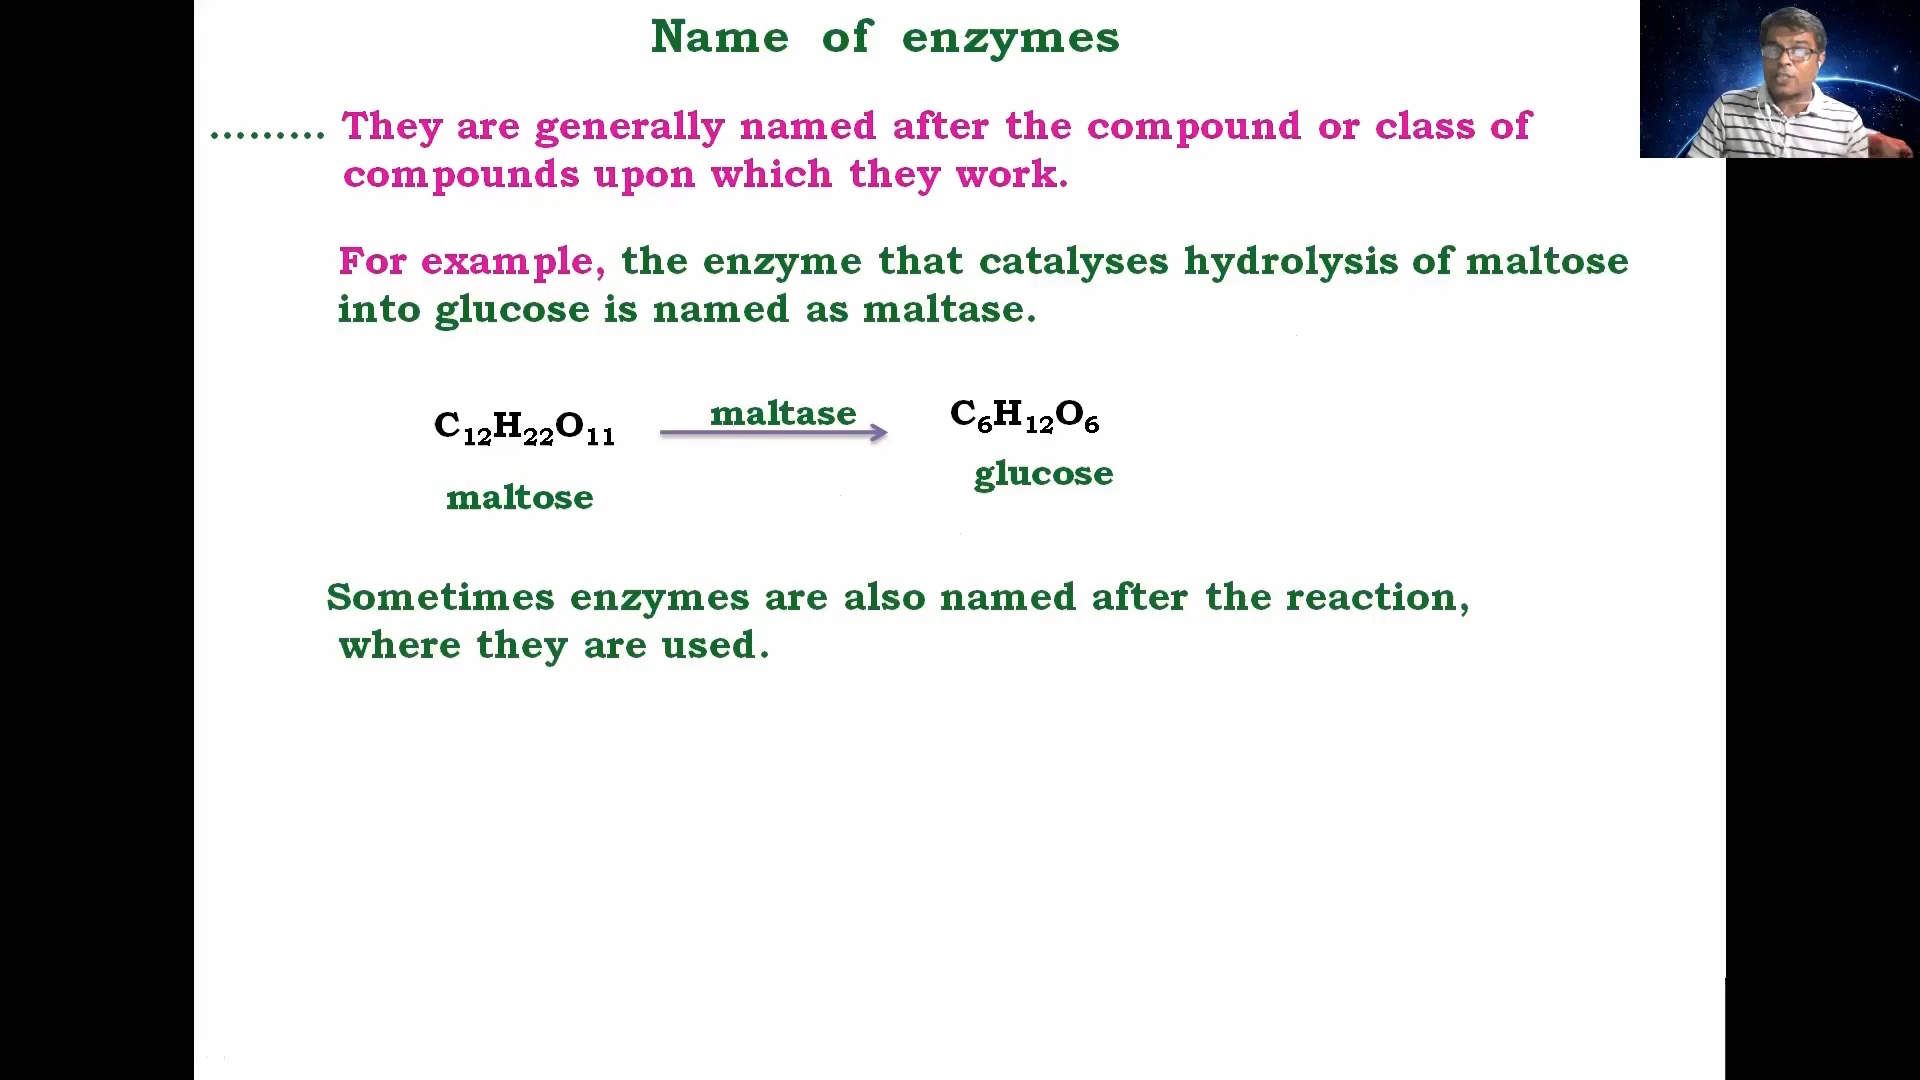 Name of enzymes
......... They are generally named after the compound or class of
compounds upon which they work.
For example, the enzyme that catalyses hydrolysis of maltose
into glucose is named as maltase.
C₁₂H₂₂O₁₁ maltase C₆H₁₂O₆
maltose glucose
Sometimes enzymes are also named after the reaction,
where they are used.